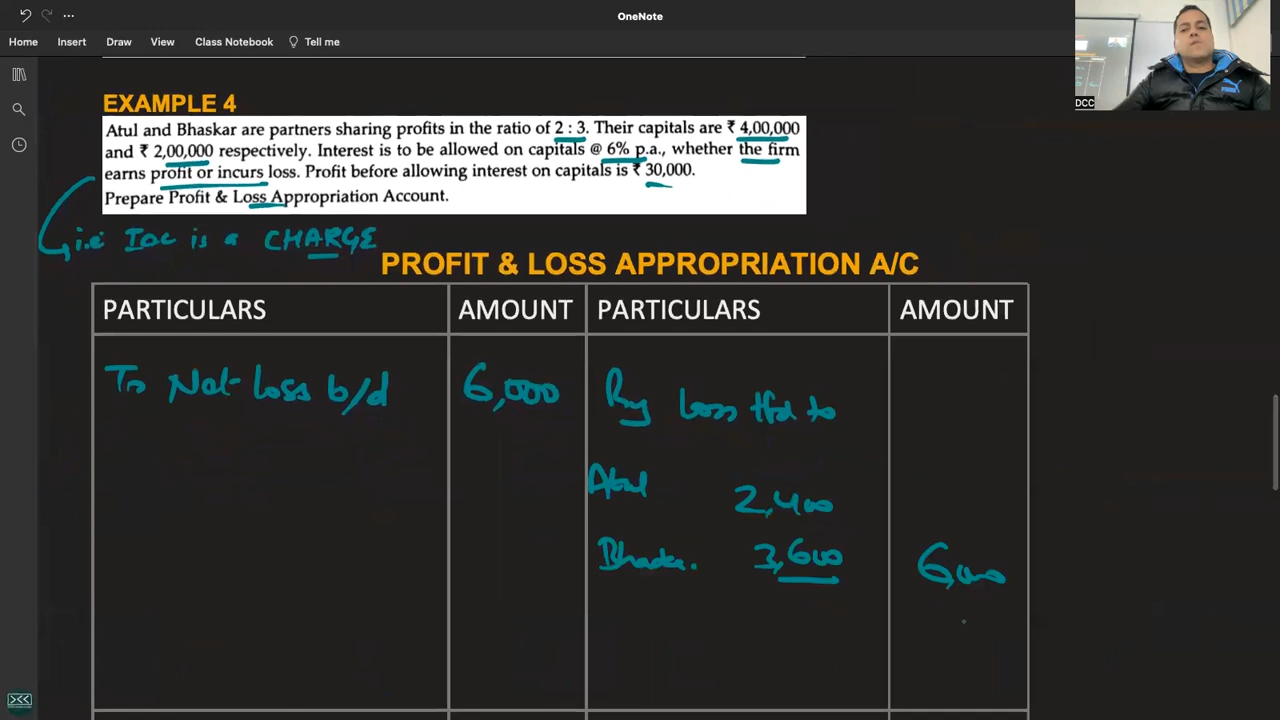 OneNote
Home Insert Draw View Class Notebook Tell me
DCC
EXAMPLE 4
Atul and Bhaskar are partners sharing profits in the ratio of 2 : 3. Their capitals are ₹ 4,00,000
and ₹ 2,00,000 respectively. Interest is to be allowed on capitals @ 6% p.a., whether the firm
earns profit or incurs loss. Profit before allowing interest on capitals is ₹ 30,000.
Prepare Profit & Loss Appropriation Account.
i.e IOC is a CHARGE
PROFIT & LOSS APPROPRIATION A/C
PARTICULARS AMOUNT PARTICULARS AMOUNT
To Net Loss b/d 6,000 By Loss tfd to
Atul 2,400
Bhaskar. 3,600 6,000